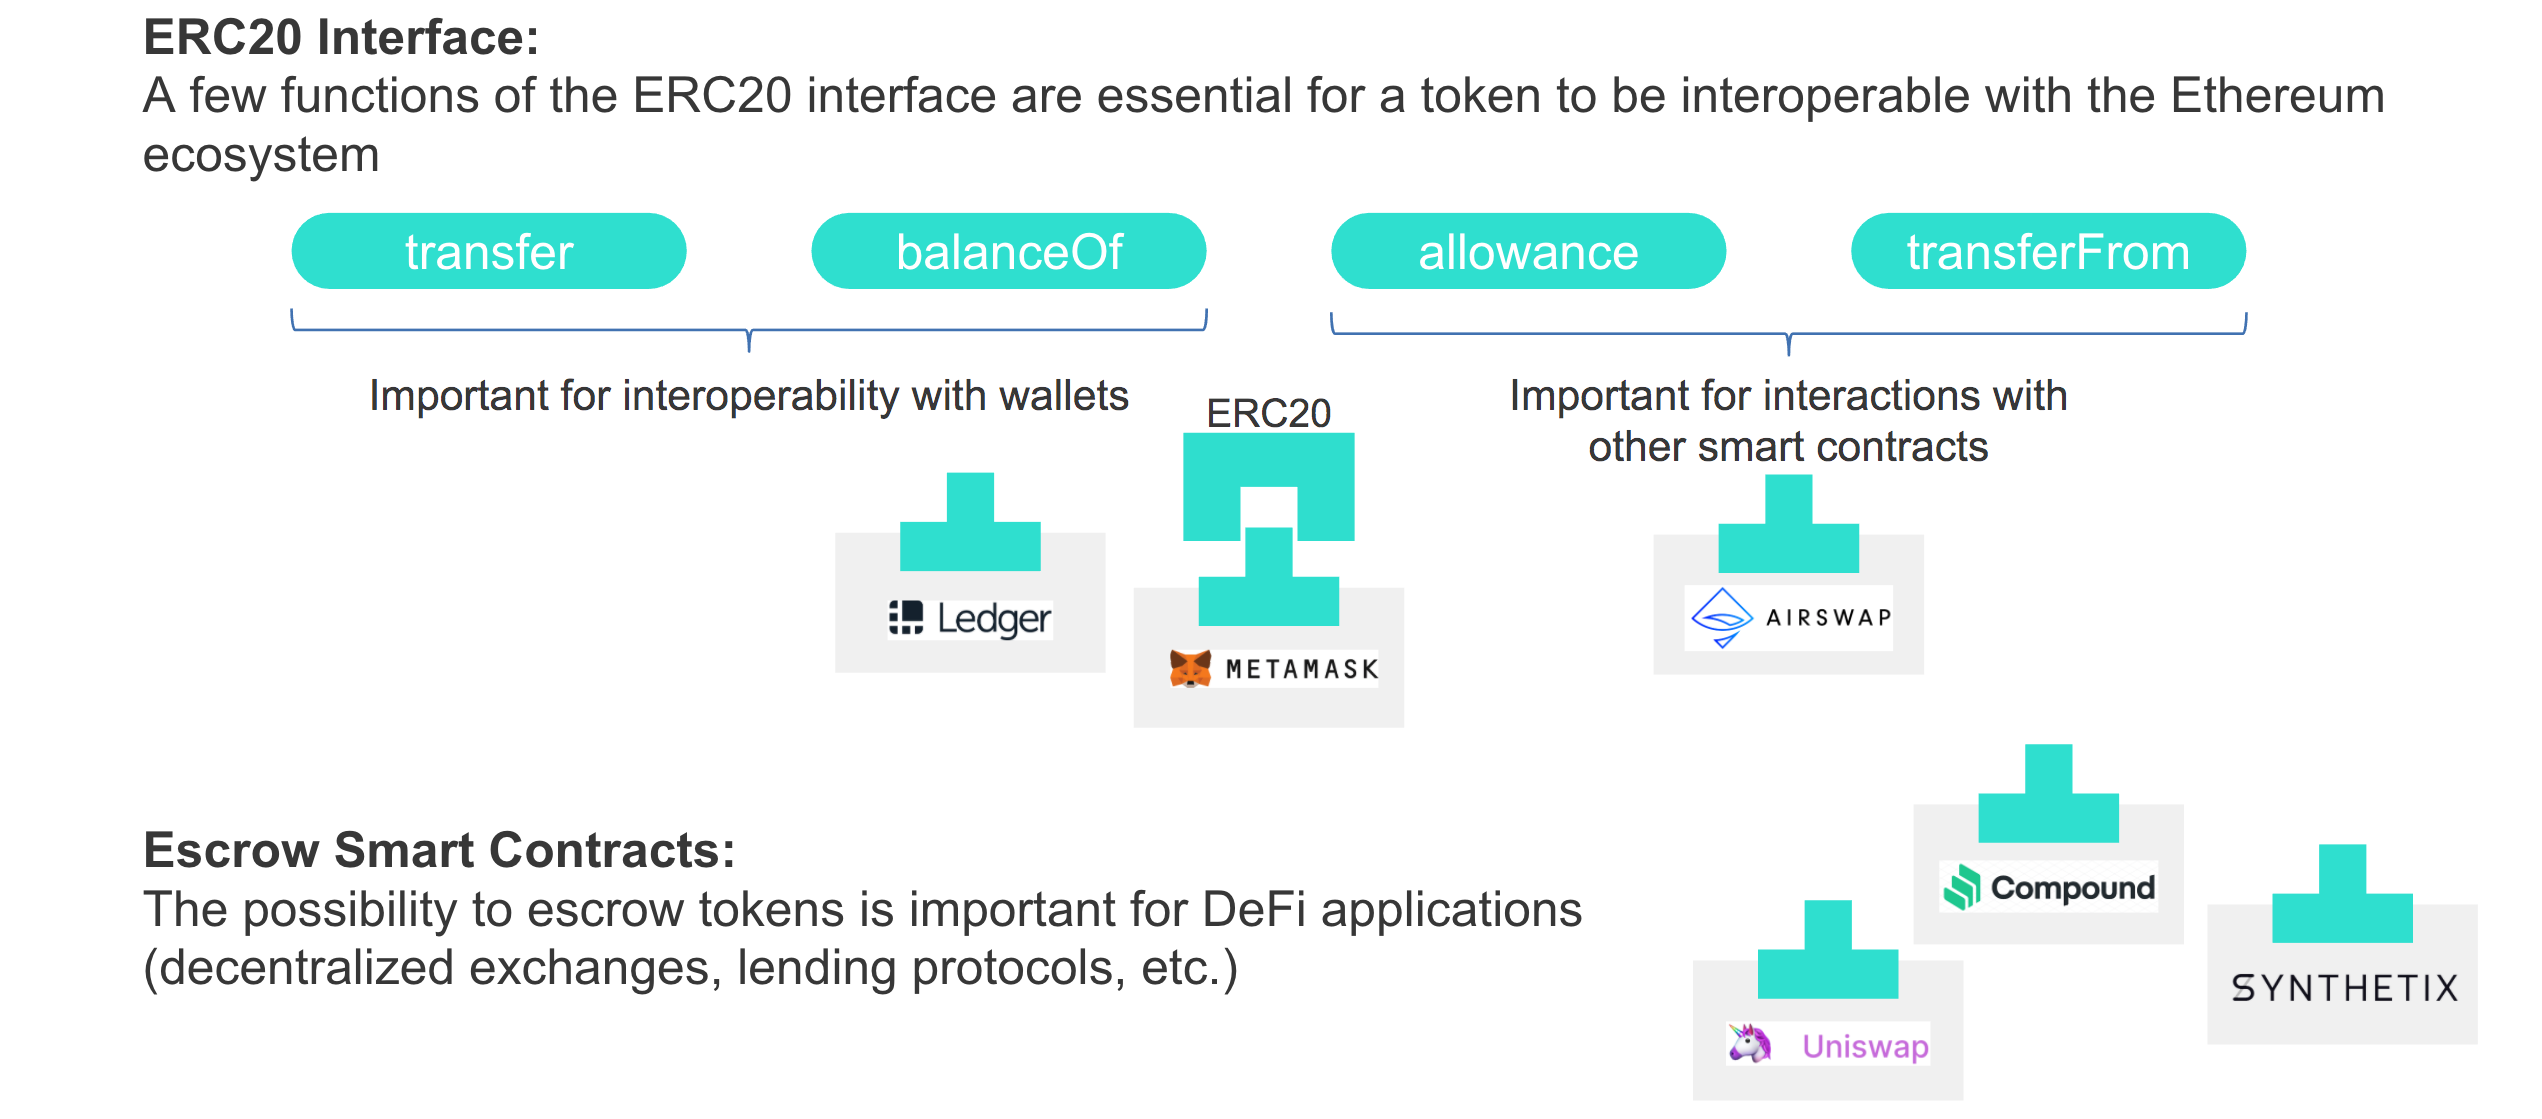 ERC20 Interface:
A few functions of the ERC20 interface are essential for a token to be interoperable with the Ethereum
ecosystem
transfer
balanceOf
allowance
transferFrom
Important for interoperability with wallets
Important for interactions with
other smart contracts
ERC20
Ledger
METAMASK
AIRSWAP
Escrow Smart Contracts:
The possibility to escrow tokens is important for DeFi applications
(decentralized exchanges, lending protocols, etc.)
Compound
SYNTHETIX
Uniswap